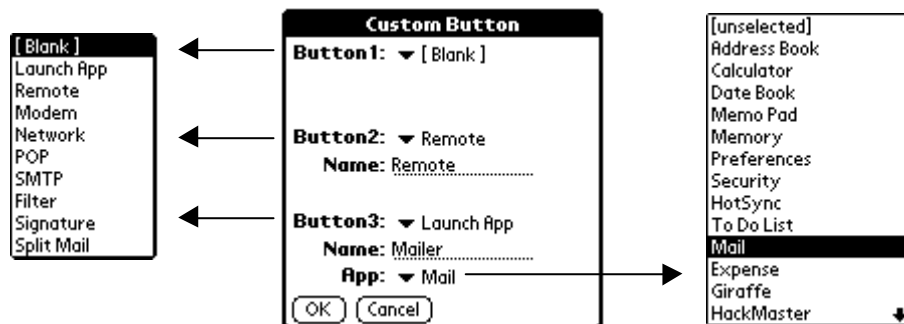 [ Blank ]
Launch App
Remote
Modem
Network
POP
SMTP
Filter
Signature
Split Mail
Custom Button
Button1: [ Blank ]
Button2: Remote
Name: Remote
Button3: Launch App
Name: Mailer
App: Mail
OK Cancel
[unselected]
Address Book
Calculator
Date Book
Memo Pad
Memory
Preferences
Security
HotSync
To Do List
Mail
Expense
Giraffe
HackMaster